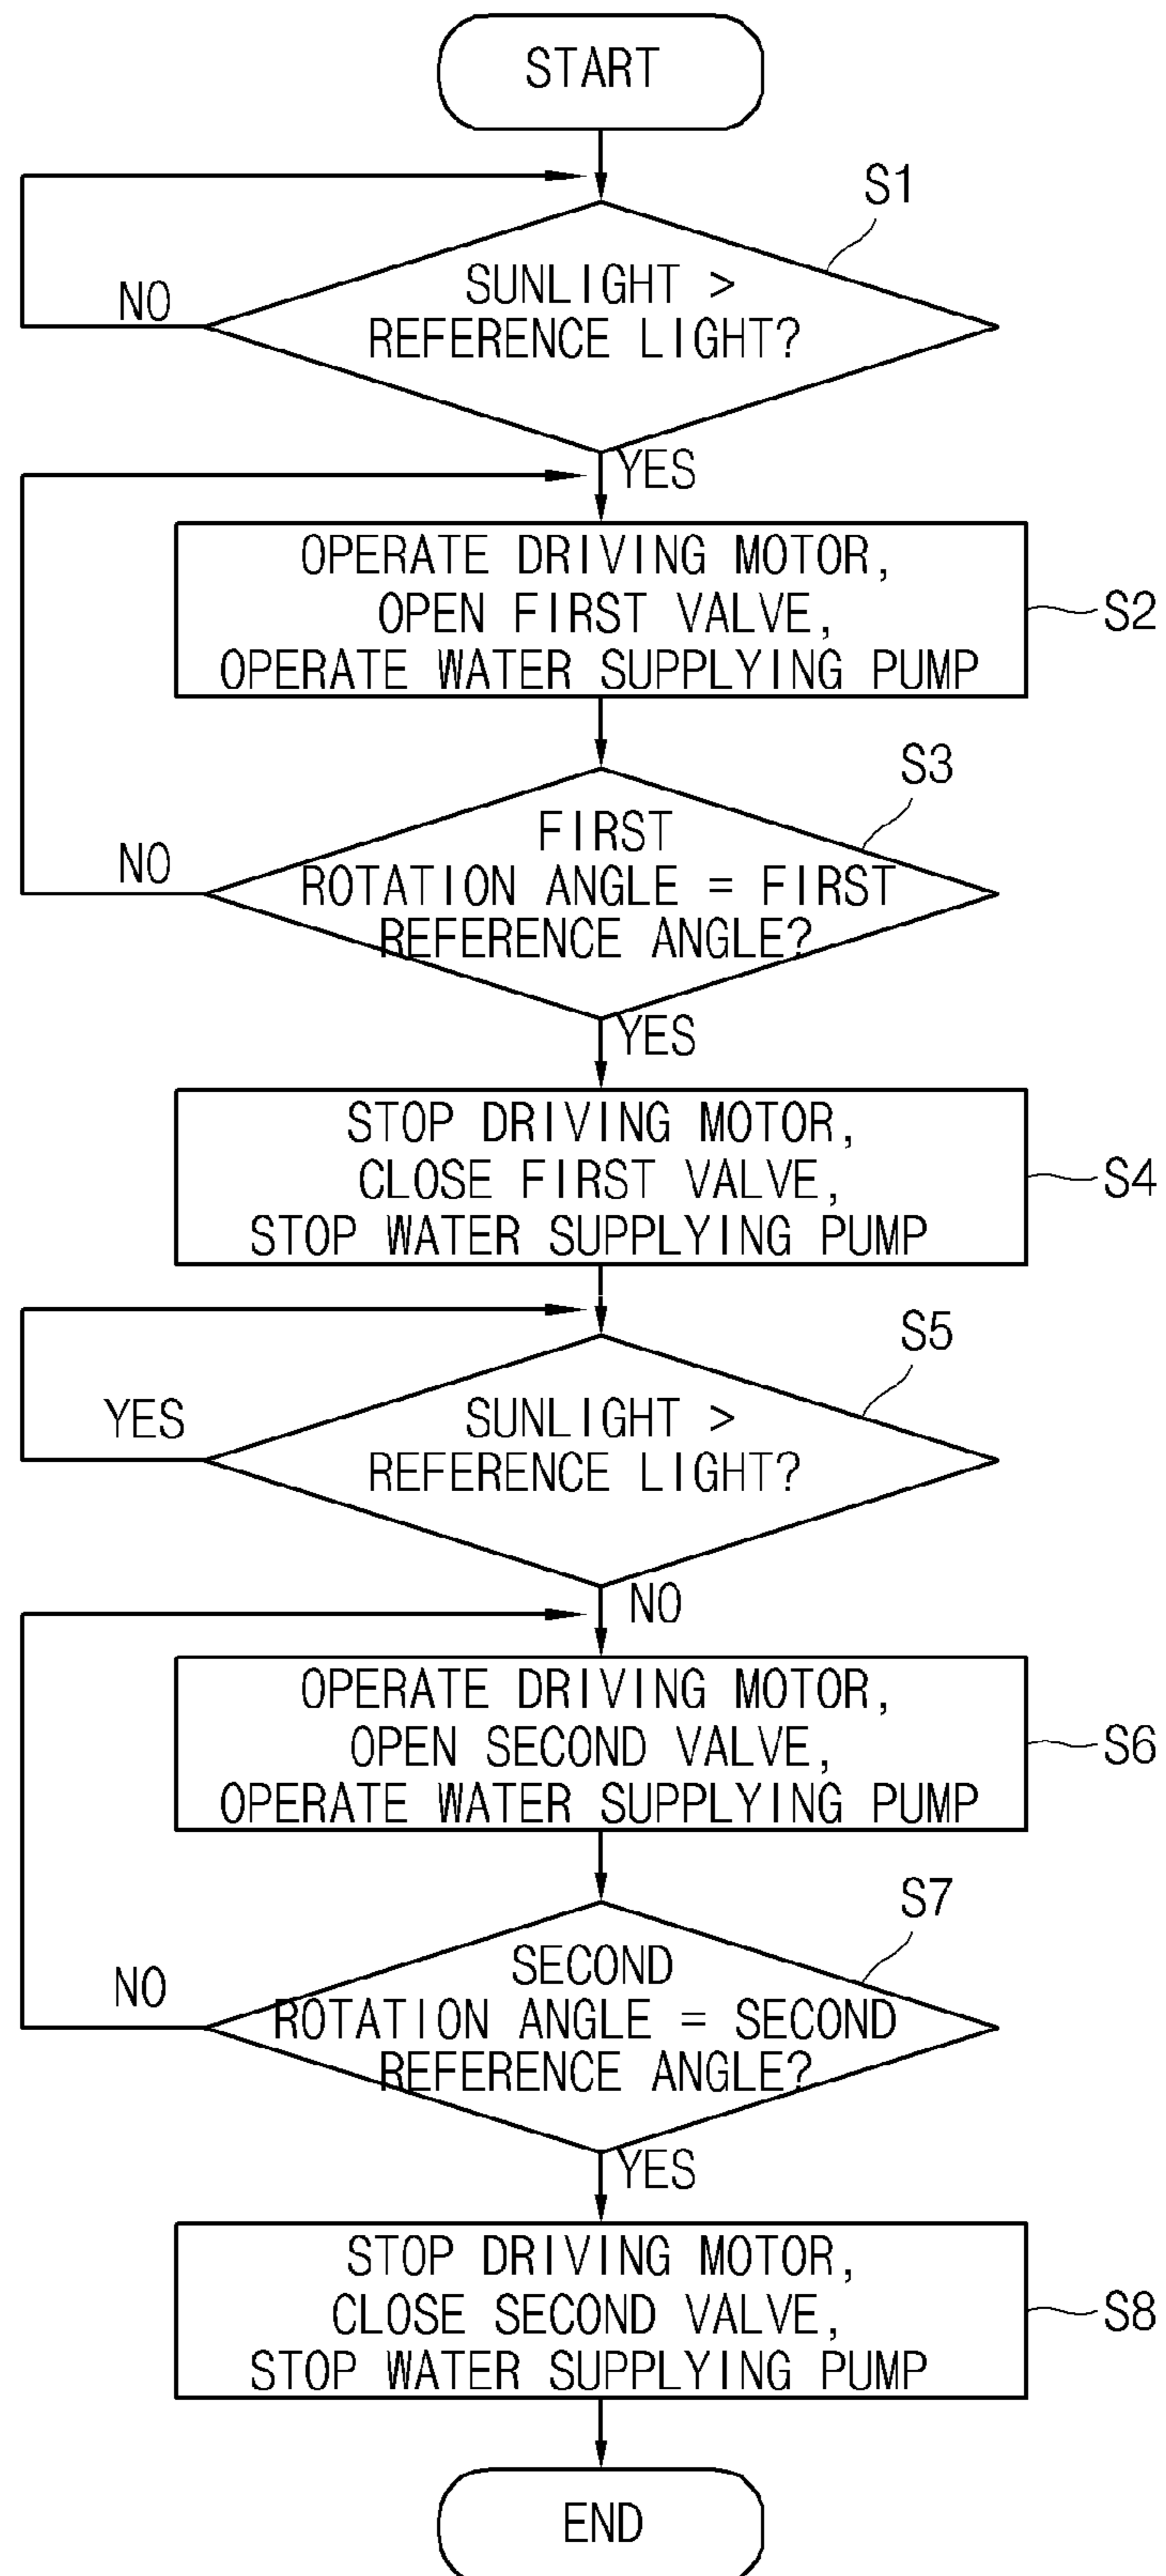 START
S1
SUNLIGHT >
REFERENCE LIGHT?
NO
YES
OPERATE DRIVING MOTOR,
OPEN FIRST VALVE,
OPERATE WATER SUPPLYING PUMP
S2
S3
FIRST
ROTATION ANGLE = FIRST
REFERENCE ANGLE?
NO
YES
STOP DRIVING MOTOR,
CLOSE FIRST VALVE,
STOP WATER SUPPLYING PUMP
S4
S5
SUNLIGHT >
REFERENCE LIGHT?
YES
NO
OPERATE DRIVING MOTOR,
OPEN SECOND VALVE,
OPERATE WATER SUPPLYING PUMP
S6
S7
SECOND
ROTATION ANGLE = SECOND
REFERENCE ANGLE?
NO
YES
STOP DRIVING MOTOR,
CLOSE SECOND VALVE,
STOP WATER SUPPLYING PUMP
S8
END